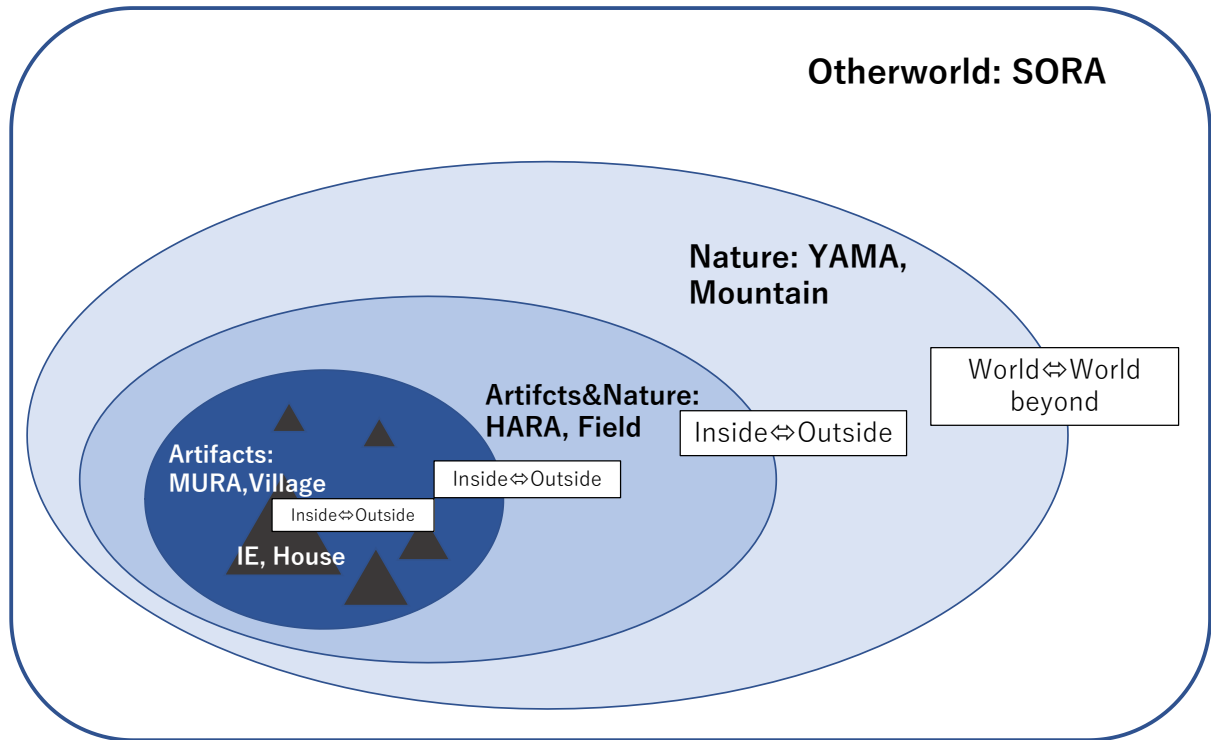 Otherworld: SORA
Nature: YAMA,
Mountain
World⇔World
beyond
Artifcts&Nature:
HARA, Field
Inside⇔Outside
Artifacts:
MURA,Village
Inside⇔Outside
Inside⇔Outside
IE, House